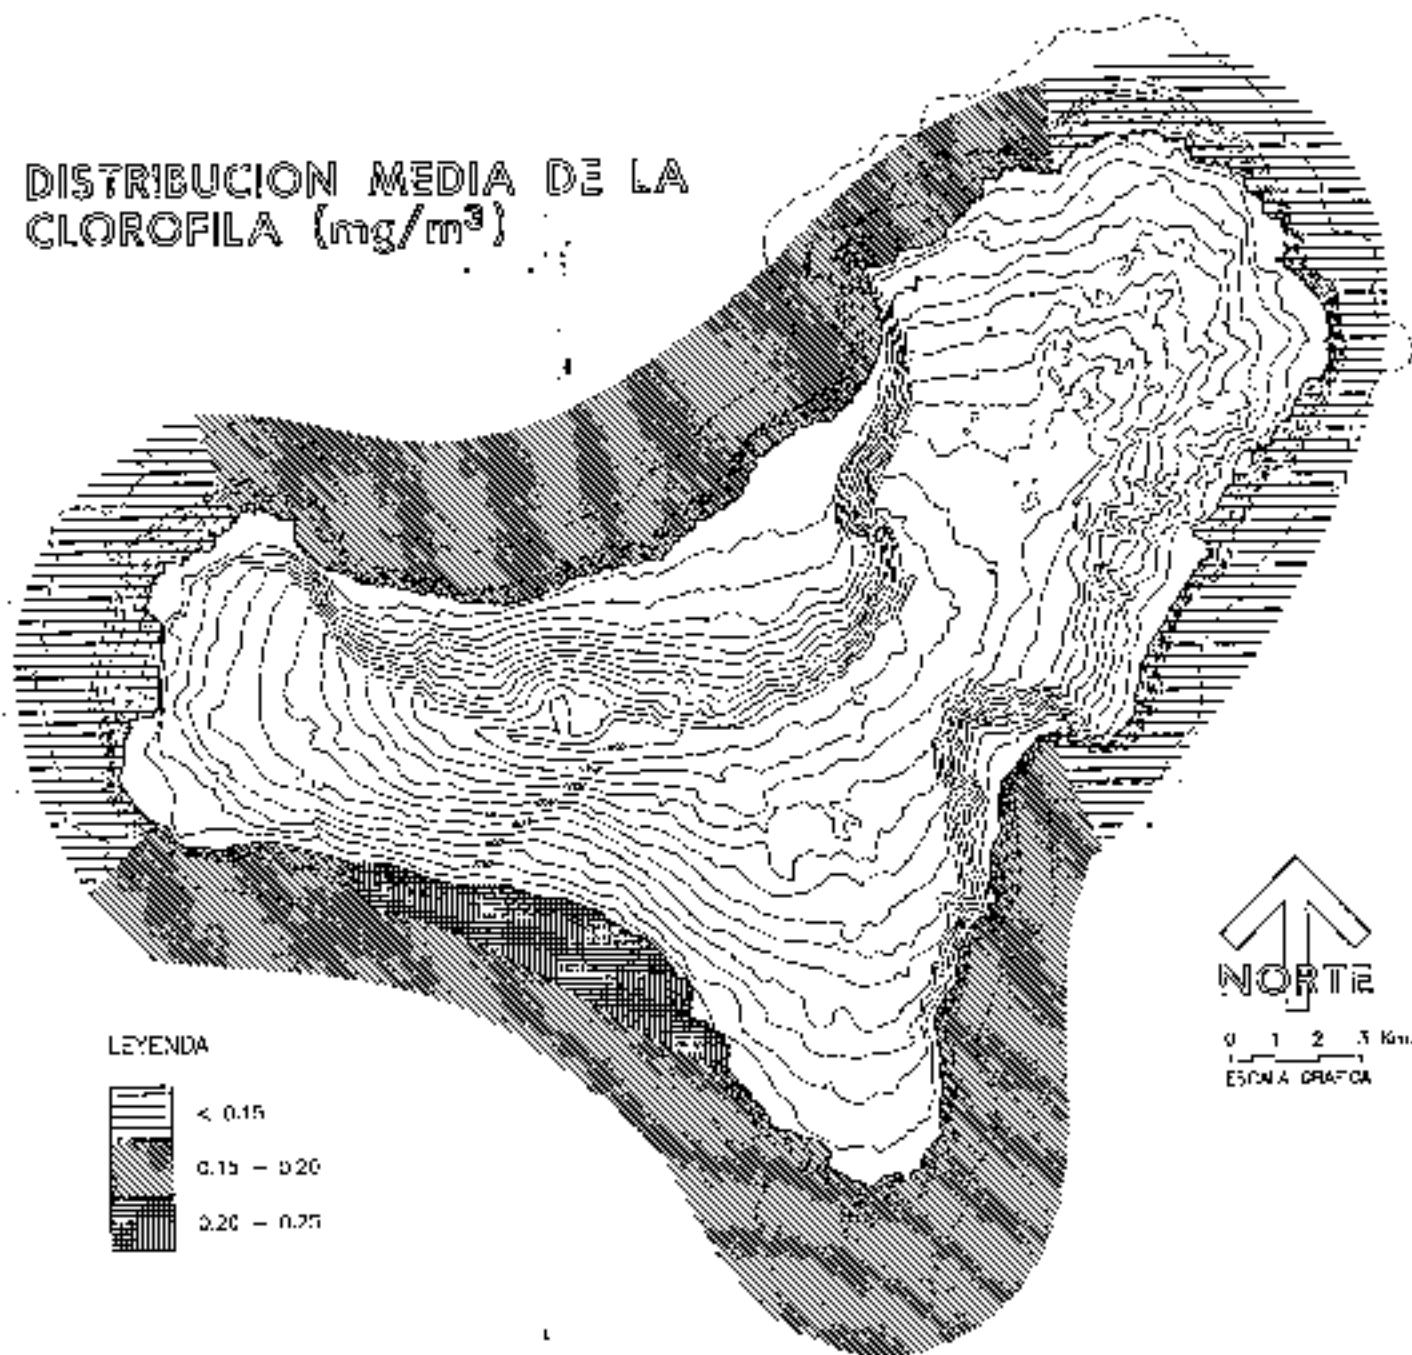 DISTRIBUCION MEDIA DE LA
CLOROFILA (mg/m³)
NORTE
0 1 2 3 Km.
ESCALA GRAFICA
LEYENDA
< 0.15
0.15 – 0.20
0.20 – 0.25